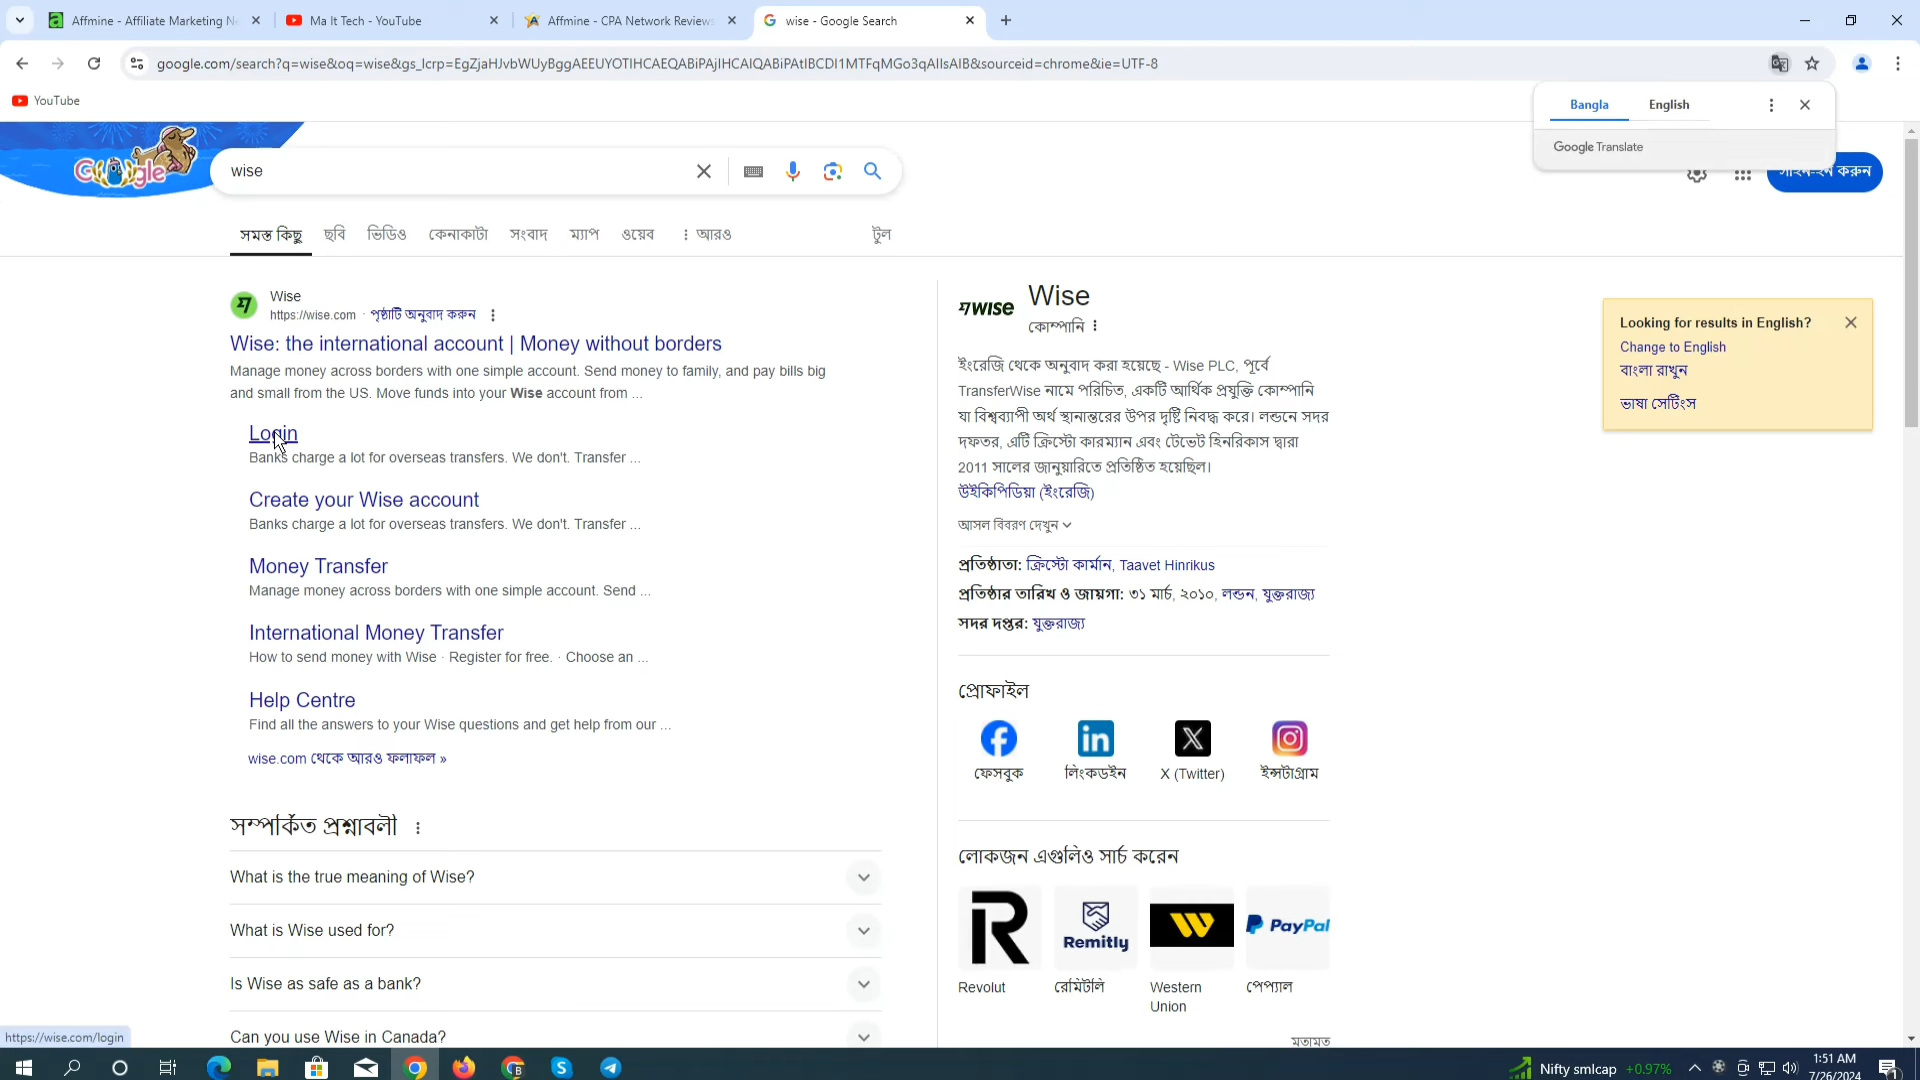 Affmine - Affiliate Marketing Ne
Ma It Tech - YouTube
Affmine - CPA Network Reviews
wise - Google Search
google.com/search?q=wise&oq=wise&gs_lcrp=EgZjaHJvbWUyBggAEEUYOTIHCAEQABiPAjIHCAIQABiPAtIBCDI1MTFqMGo3qAIIsAIB&sourceid=chrome&ie=UTF-8
YouTube
Bangla
English
Google Translate
Google
wise
সাইন-ইন করুন
সমস্ত কিছু
ছবি
ভিডিও
কেনাকাটা
সংবাদ
ম্যাপ
ওয়েব
আরও
টুল
Wise
https://wise.com · পৃষ্ঠাটি অনুবাদ করুন
Wise: the international account | Money without borders
Manage money across borders with one simple account. Send money to family, and pay bills big
and small from the US. Move funds into your Wise account from ...
Login
Banks charge a lot for overseas transfers. We don't. Transfer ...
Create your Wise account
Banks charge a lot for overseas transfers. We don't. Transfer ...
Money Transfer
Manage money across borders with one simple account. Send ...
International Money Transfer
How to send money with Wise · Register for free. · Choose an ...
Help Centre
Find all the answers to your Wise questions and get help from our ...
wise.com থেকে আরও ফলাফল »
সম্পর্কিত প্রশ্নাবলী
What is the true meaning of Wise?
What is Wise used for?
Is Wise as safe as a bank?
Can you use Wise in Canada?
WISE
Wise
কোম্পানি
ইংরেজি থেকে অনুবাদ করা হয়েছে - Wise PLC, পূর্বে
TransferWise নামে পরিচিত, একটি আর্থিক প্রযুক্তি কোম্পানি
যা বিশ্বব্যাপী অর্থ স্থানান্তরের উপর দৃষ্টি নিবদ্ধ করে। লন্ডনে সদর
দফতর, এটি ক্রিস্টো কারম্যান এবং টেভেট হিনরিকাস দ্বারা
2011 সালের জানুয়ারিতে প্রতিষ্ঠিত হয়েছিল।
উইকিপিডিয়া (ইংরেজি)
আসল বিবরণ দেখুন
প্রতিষ্ঠাতা: ক্রিস্টো কার্মান, Taavet Hinrikus
প্রতিষ্ঠার তারিখ ও জায়গা: ৩১ মার্চ, ২০১০, লন্ডন, যুক্তরাজ্য
সদর দপ্তর: যুক্তরাজ্য
প্রোফাইল
ফেসবুক
লিংকডইন
X (Twitter)
ইন্সটাগ্রাম
লোকজন এগুলিও সার্চ করেন
Remitly
PayPal
Revolut
রেমিটলি
Western
Union
পেপ্যাল
মতামত
Looking for results in English?
Change to English
বাংলা রাখুন
ভাষা সেটিংস
https://wise.com/login
Nifty smlcap +0.97%
1:51 AM
7/26/2024